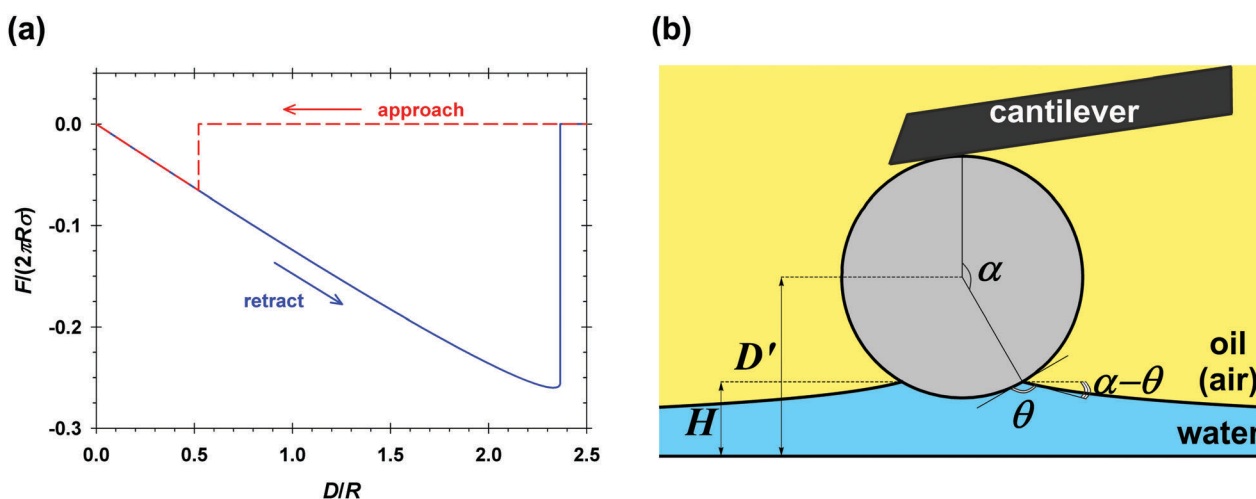 (a)
approach
retract
0.0
-0.1
-0.2
-0.3
F/(2πRσ)
0.0 0.5 1.0 1.5 2.0 2.5
D/R
(b)
cantilever
α
D′
H
θ
α−θ
oil
(air)
water